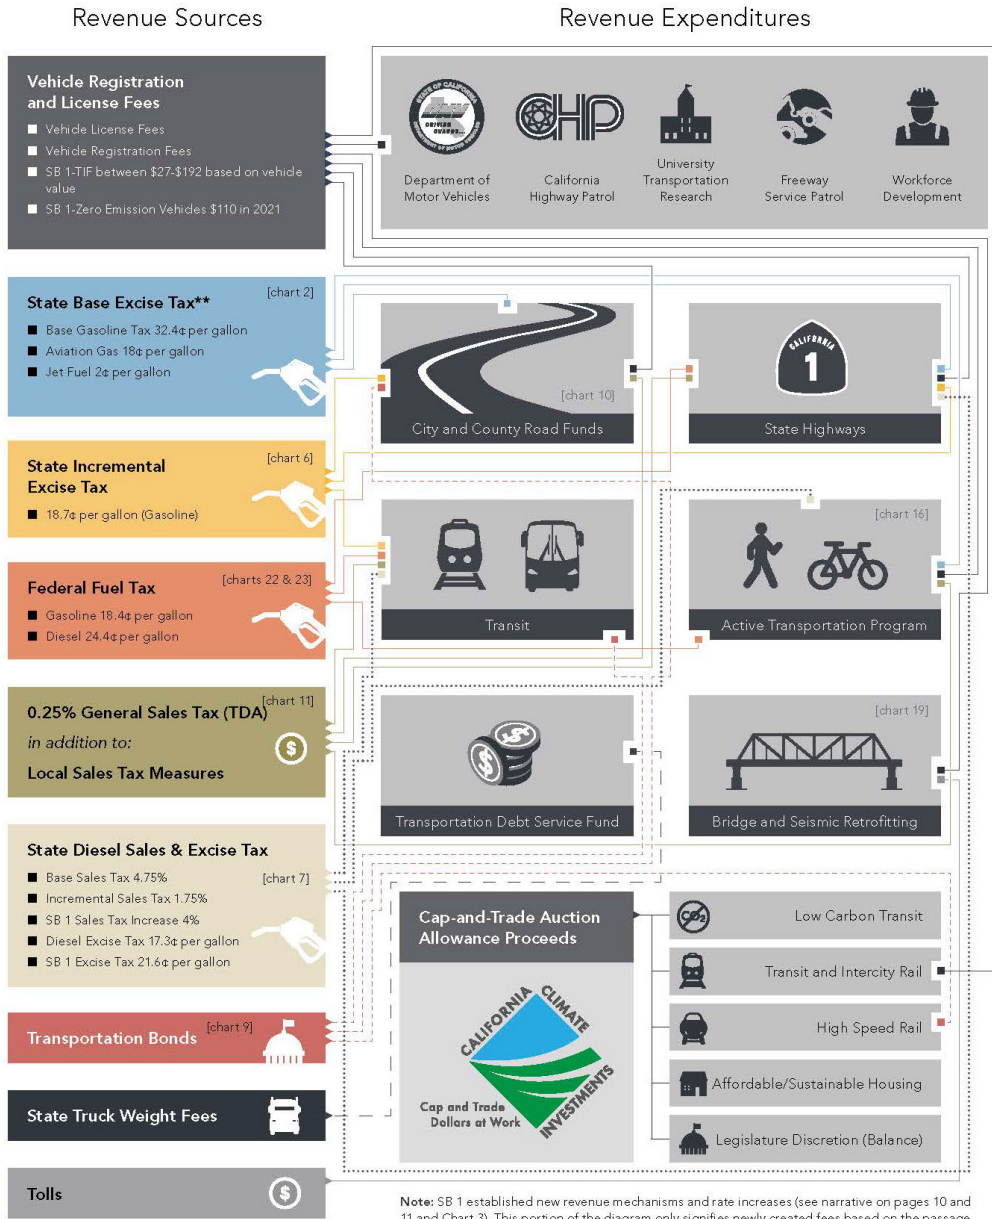 Revenue Sources
Revenue Expenditures
Vehicle Registration
and License Fees
Vehicle License Fees
Vehicle Registration Fees
SB 1-TIF between $27-$192 based on vehicle
value
SB 1-Zero Emission Vehicles $110 in 2021
STATE OF CALIFORNIA
DEPARTMENT OF MOTOR VEHICLES
Department of
Motor Vehicles
CHP
California
Highway Patrol
University
Transportation
Research
Freeway
Service Patrol
Workforce
Development
[chart 2]
State Base Excise Tax**
Base Gasoline Tax 32.4¢ per gallon
Aviation Gas 18¢ per gallon
Jet Fuel 2¢ per gallon
[chart 10]
City and County Road Funds
CALIFORNIA
1
State Highways
[chart 6]
State Incremental
Excise Tax
18.7¢ per gallon (Gasoline)
Transit
[chart 16]
Active Transportation Program
[charts 22 & 23]
Federal Fuel Tax
Gasoline 18.4¢ per gallon
Diesel 24.4¢ per gallon
[chart 11]
0.25% General Sales Tax (TDA)
in addition to:
Local Sales Tax Measures
$
$
$
Transportation Debt Service Fund
[chart 19]
Bridge and Seismic Retrofitting
State Diesel Sales & Excise Tax
[chart 7]
Base Sales Tax 4.75%
Incremental Sales Tax 1.75%
SB 1 Sales Tax Increase 4%
Diesel Excise Tax 17.3¢ per gallon
SB 1 Excise Tax 21.6¢ per gallon
Cap-and-Trade Auction
Allowance Proceeds
CALIFORNIA CLIMATE
INVESTMENTS
Cap and Trade
Dollars at Work
CO2
Low Carbon Transit
Transit and Intercity Rail
High Speed Rail
Affordable/Sustainable Housing
Legislature Discretion (Balance)
[chart 9]
Transportation Bonds
State Truck Weight Fees
Tolls
$
Note: SB 1 established new revenue mechanisms and rate increases (see narrative on pages 10 and
11 and Chart 3). This portion of the diagram only signifies newly created fees based on the passage